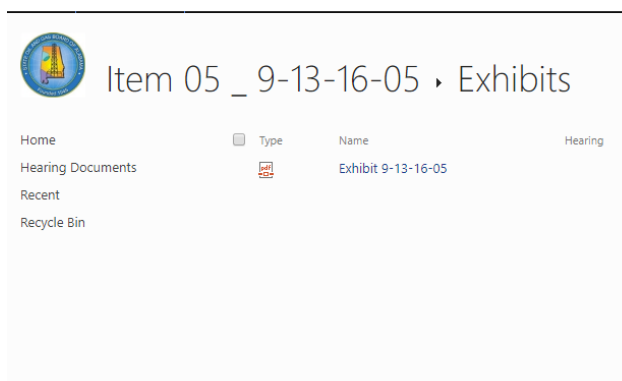 Item 05 _ 9-13-16-05 ▸ Exhibits
Home
Hearing Documents
Recent
Recycle Bin
Type Name Hearing
pdf Exhibit 9-13-16-05